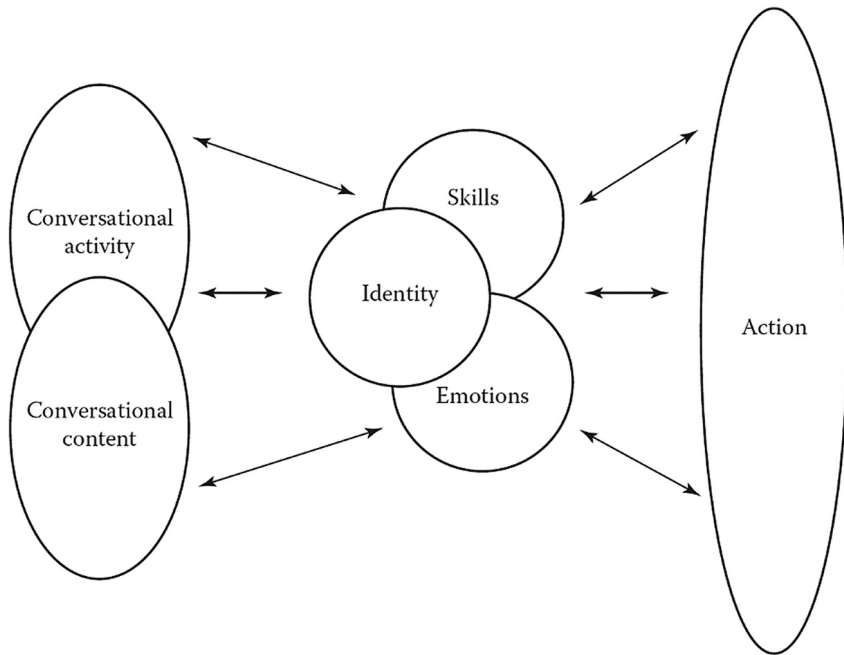 Conversational
activity
Conversational
content
Skills
Identity
Emotions
Action